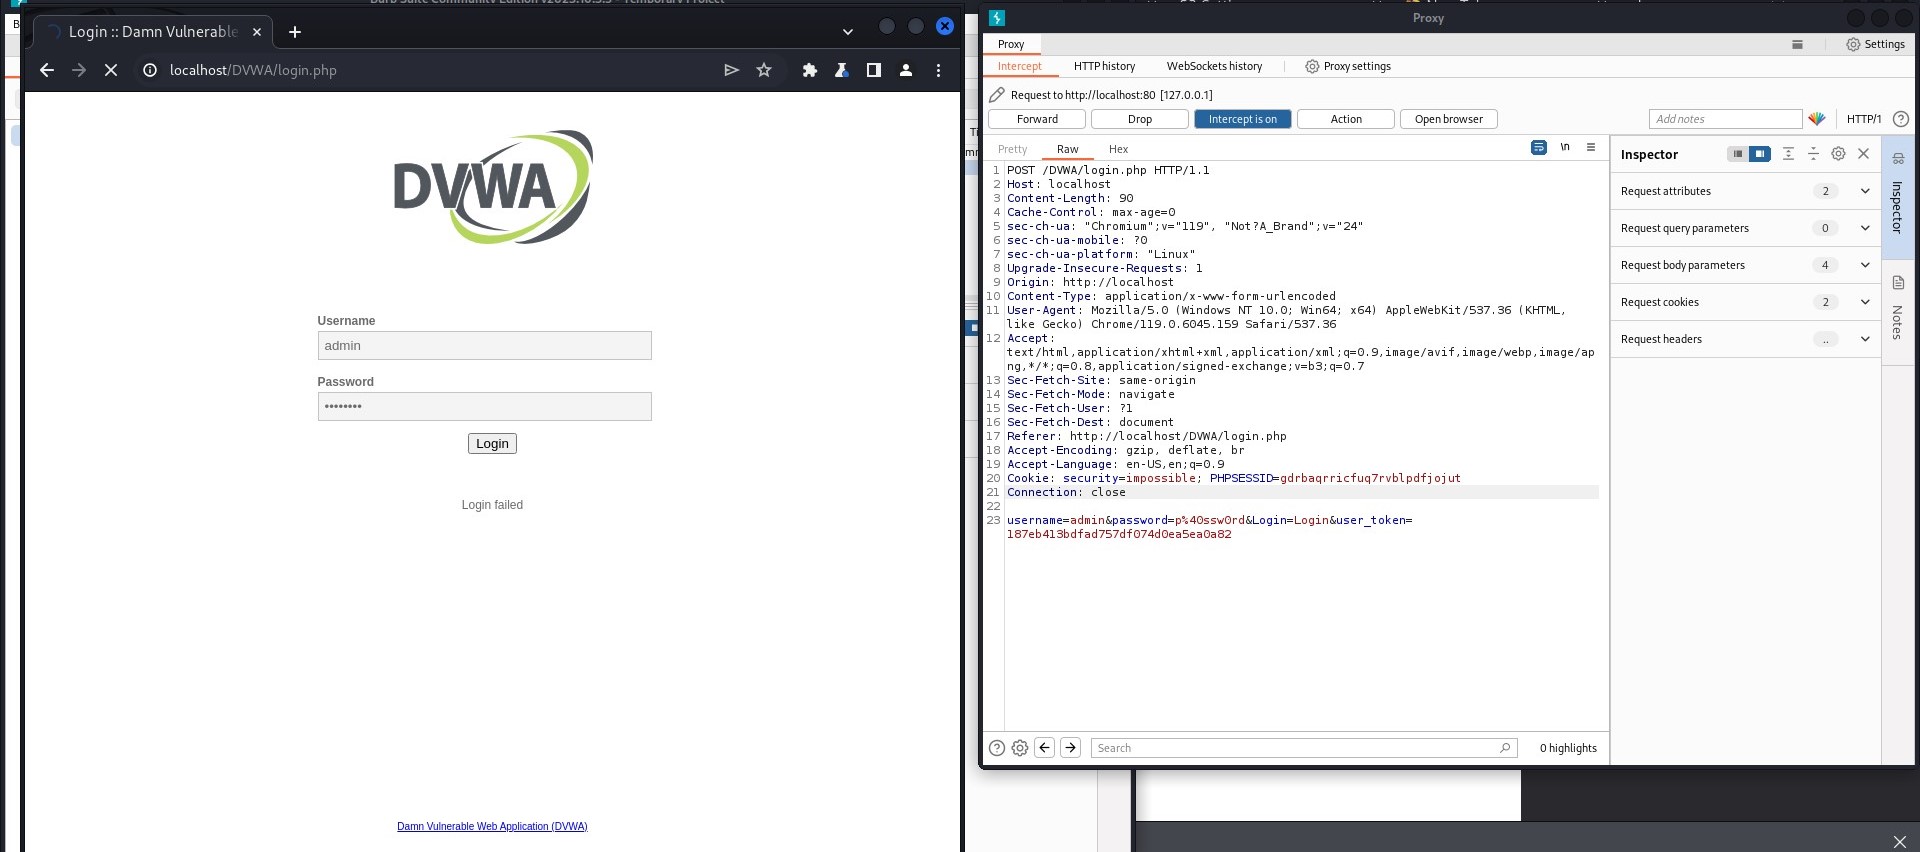 Burp Suite Community Edition v2023.10.3.5 - Temporary Project
Login :: Damn Vulnerable
localhost/DVWA/login.php
DVWA
Username
admin
Password
••••••••
Login
Login failed
Damn Vulnerable Web Application (DVWA)
Proxy
Proxy
Settings
Intercept
HTTP history
WebSockets history
Proxy settings
Request to http://localhost:80 [127.0.0.1]
Forward
Drop
Intercept is on
Action
Open browser
Add notes
HTTP/1
Pretty
Raw
Hex
\n
1 POST /DVWA/login.php HTTP/1.1
2 Host: localhost
3 Content-Length: 90
4 Cache-Control: max-age=0
5 sec-ch-ua: "Chromium";v="119", "Not?A_Brand";v="24"
6 sec-ch-ua-mobile: ?0
7 sec-ch-ua-platform: "Linux"
8 Upgrade-Insecure-Requests: 1
9 Origin: http://localhost
10 Content-Type: application/x-www-form-urlencoded
11 User-Agent: Mozilla/5.0 (Windows NT 10.0; Win64; x64) AppleWebKit/537.36 (KHTML,
like Gecko) Chrome/119.0.6045.159 Safari/537.36
12 Accept:
text/html,application/xhtml+xml,application/xml;q=0.9,image/avif,image/webp,image/ap
ng,*/*;q=0.8,application/signed-exchange;v=b3;q=0.7
13 Sec-Fetch-Site: same-origin
14 Sec-Fetch-Mode: navigate
15 Sec-Fetch-User: ?1
16 Sec-Fetch-Dest: document
17 Referer: http://localhost/DVWA/login.php
18 Accept-Encoding: gzip, deflate, br
19 Accept-Language: en-US,en;q=0.9
20 Cookie: security=impossible; PHPSESSID=gdrbaqrricfuq7rvblpdfjojut
21 Connection: close
22
23 username=admin&password=p%40ssw0rd&Login=Login&user_token=
187eb413bdfad757df074d0ea5ea0a82
Search
0 highlights
Inspector
Request attributes 2
Request query parameters 0
Request body parameters 4
Request cookies 2
Request headers ..
Inspector
Notes